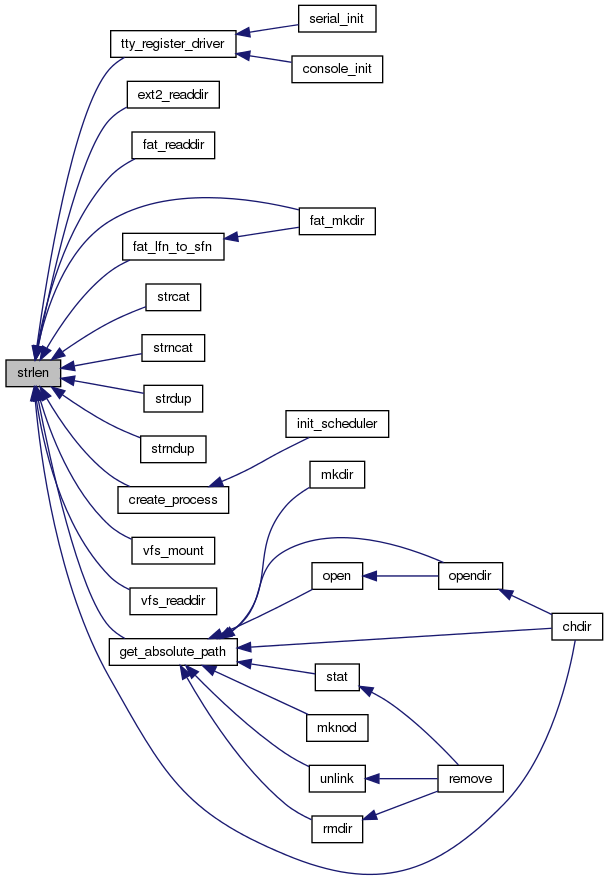 serial_init
tty_register_driver
console_init
ext2_readdir
fat_readdir
fat_mkdir
fat_lfn_to_sfn
strcat
strncat
strlen
strdup
init_scheduler
strndup
mkdir
create_process
vfs_mount
open
opendir
vfs_readdir
chdir
get_absolute_path
stat
mknod
unlink
remove
rmdir